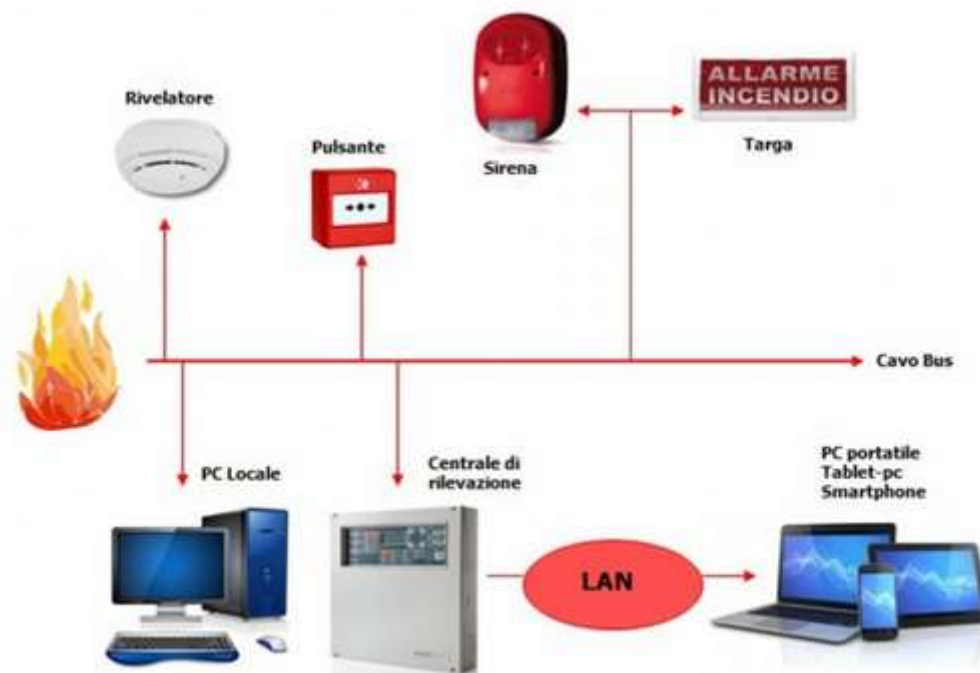 Rivelatore
Pulsante
Sirena
ALLARME
INCENDIO
Targa
Cavo Bus
PC Locale
Centrale di
rilevazione
LAN
PC portatile
Tablet-pc
Smartphone